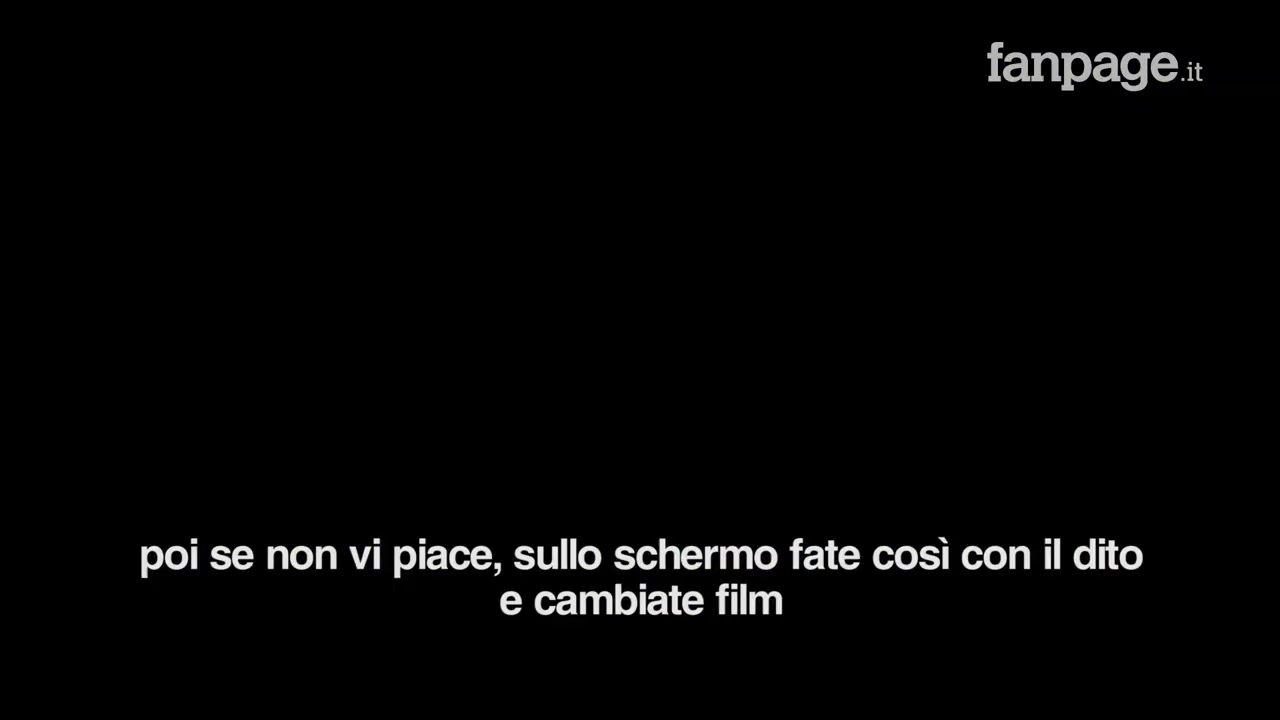 fanpage.it
poi se non vi piace, sullo schermo fate così con il dito
e cambiate film